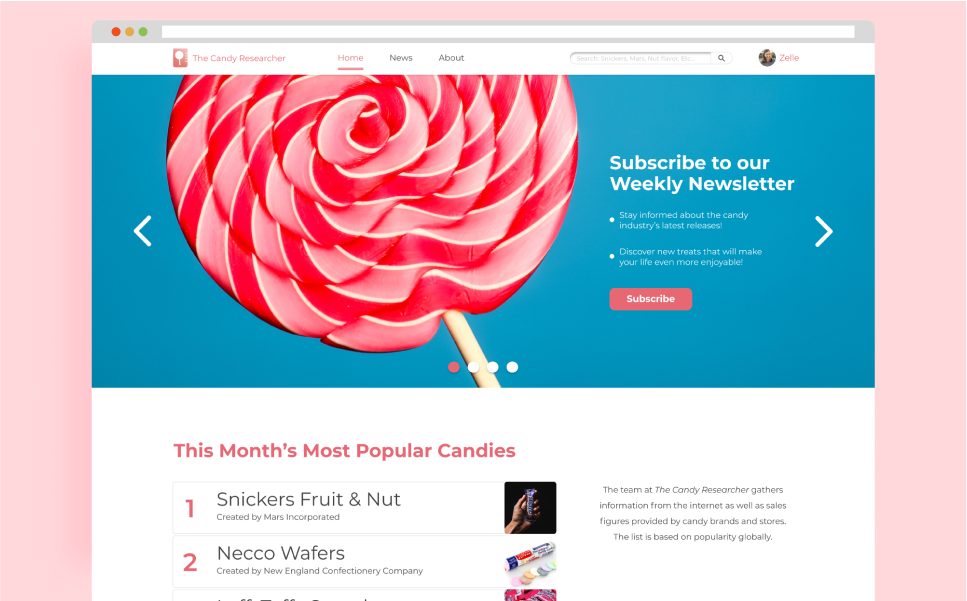 The Candy Researcher
Home
News
About
Search: Snickers, Mars, Nut flavor, Etc...
Zelie
Subscribe to our
Weekly Newsletter
Stay informed about the candy
industry's latest releases!
Discover new treats that will make
your life even more enjoyable!
Subscribe
This Month's Most Popular Candies
1
Snickers Fruit & Nut
Created by Mars Incorporated
2
Necco Wafers
Created by New England Confectionery Company
The team at The Candy Researcher gathers
information from the internet as well as sales
figures provided by candy brands and stores.
The list is based on popularity globally.